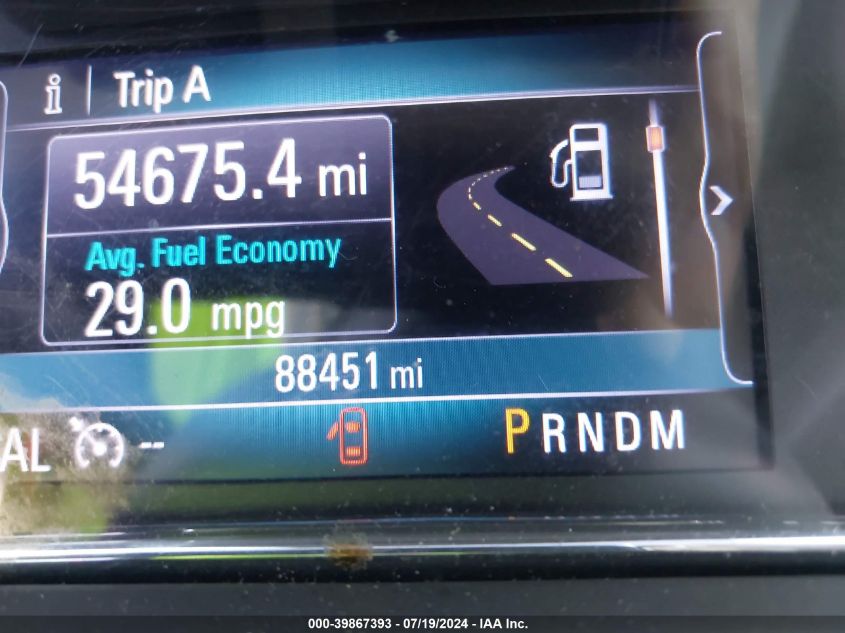 i Trip A
54675.4 mi
Avg. Fuel Economy
29.0 mpg
88451 mi
AL -- PRNDM
000-39867393 - 07/19/2024 - IAA Inc.